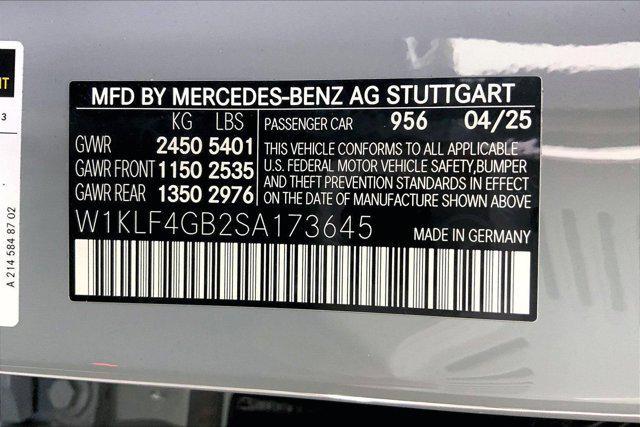 MFD BY MERCEDES-BENZ AG STUTTGART
KG LBS
GVWR 2450 5401
GAWR FRONT 1150 2535
GAWR REAR 1350 2976
PASSENGER CAR 956 04/25
THIS VEHICLE CONFORMS TO ALL APPLICABLE
U.S. FEDERAL MOTOR VEHICLE SAFETY,BUMPER
AND THEFT PREVENTION STANDARDS IN EFFECT
ON THE DATE OF MANUFACTURE SHOWN ABOVE
W1KLF4GB2SA173645
MADE IN GERMANY
A 214 584 87 02